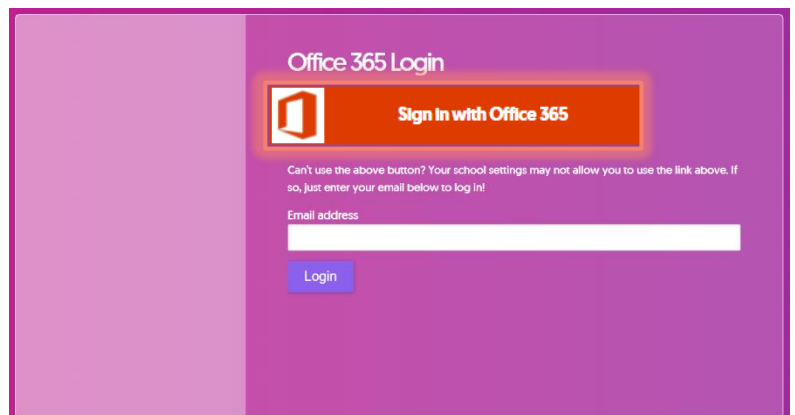 Office 365 Login
Sign in with Office 365
Can't use the above button? Your school settings may not allow you to use the link above. If
so, just enter your email below to log in!
Email address
Login